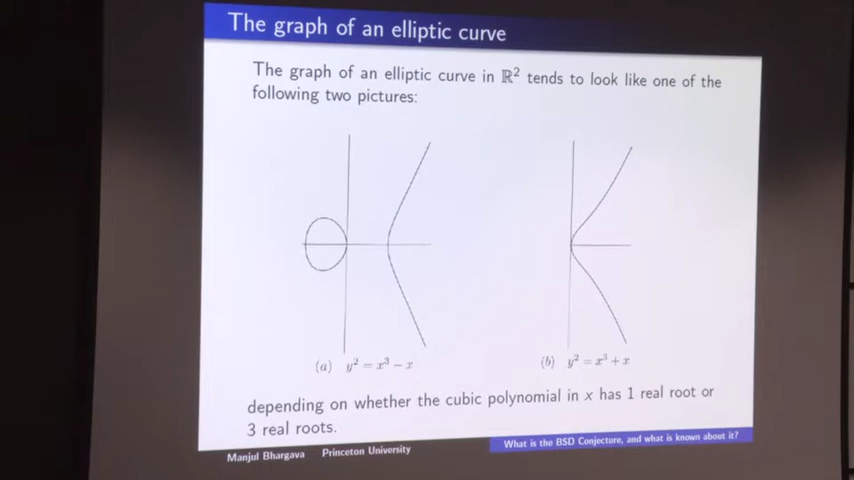 The graph of an elliptic curve
The graph of an elliptic curve in ℝ² tends to look like one of the
following two pictures:
(a) y² = x³ − x
(b) y² = x³ + x
depending on whether the cubic polynomial in x has 1 real root or
3 real roots.
Manjul Bhargava Princeton University
What is the BSD Conjecture, and what is known about it?